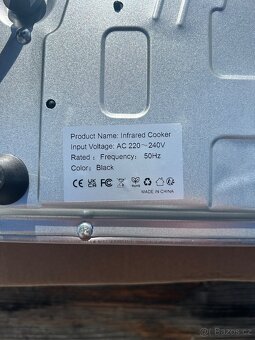 Product Name: Infrared Cooker
Input Voltage: AC 220～240V
Rated : Frequency: 50Hz
Color: Black
MADE IN CHINA
Bazos.cz